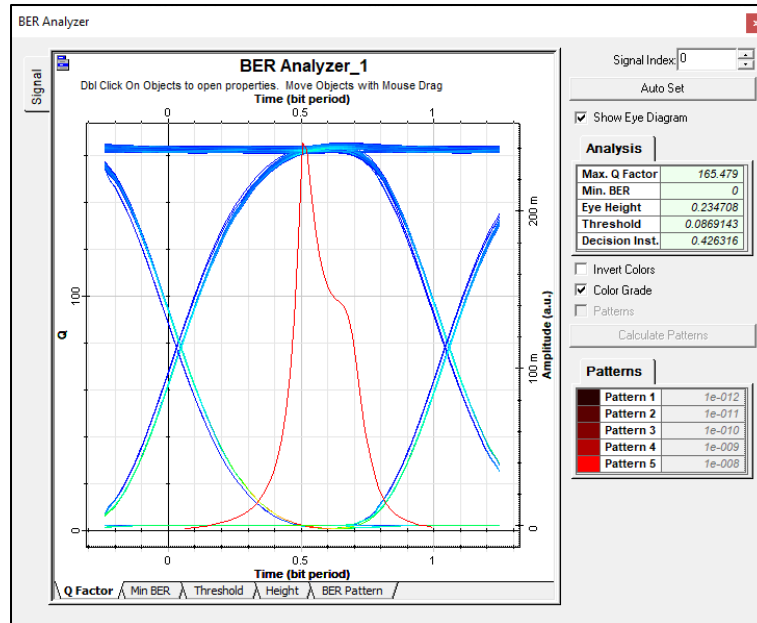 BER Analyzer
Signal
BER Analyzer_1
Dbl Click On Objects to open properties. Move Objects with Mouse Drag
Time (bit period)
0 0.5 1
Q
100
0
Amplitude (a.u.)
200 m
100 m
0
0 0.5 1
Time (bit period)
Q Factor Min BER Threshold Height BER Pattern
Signal Index: 0
Auto Set
Show Eye Diagram
Analysis
Max. Q Factor 165.479
Min. BER 0
Eye Height 0.234708
Threshold 0.0869143
Decision Inst. 0.426316
Invert Colors
Color Grade
Patterns
Calculate Patterns
Patterns
Pattern 1 1e-012
Pattern 2 1e-011
Pattern 3 1e-010
Pattern 4 1e-009
Pattern 5 1e-008